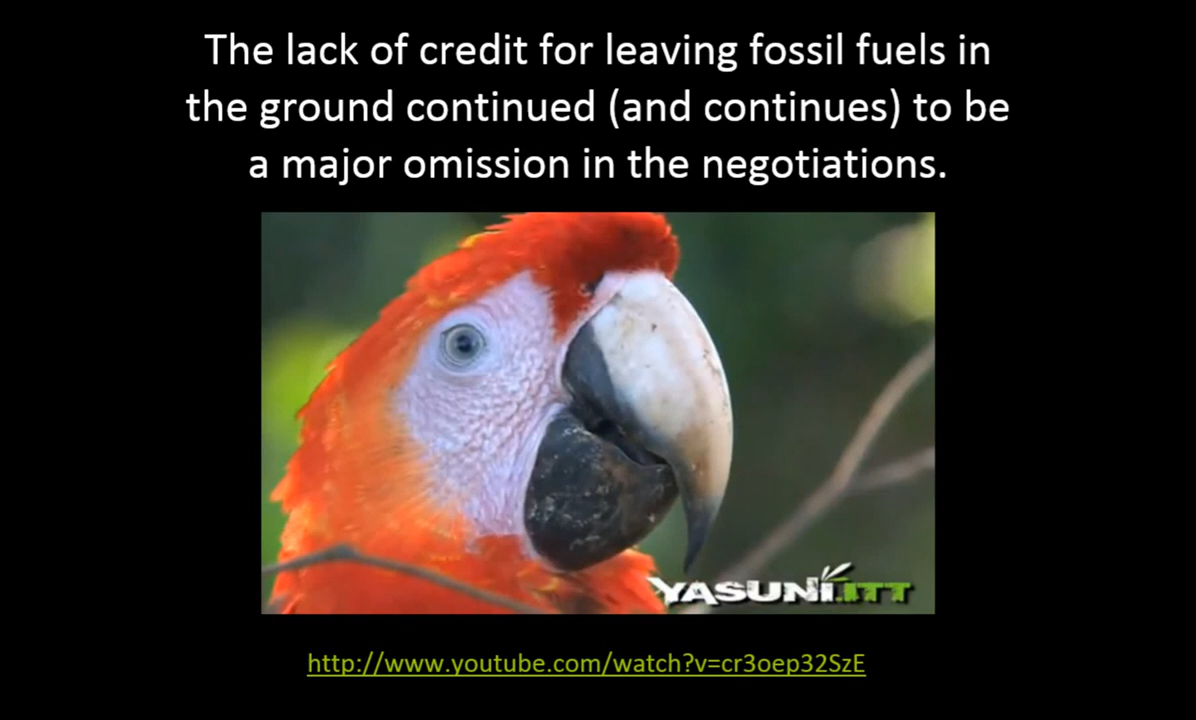 The lack of credit for leaving fossil fuels in
the ground continued (and continues) to be
a major omission in the negotiations.
YASUNI.ITT
http://www.youtube.com/watch?v=cr3oep32SzE